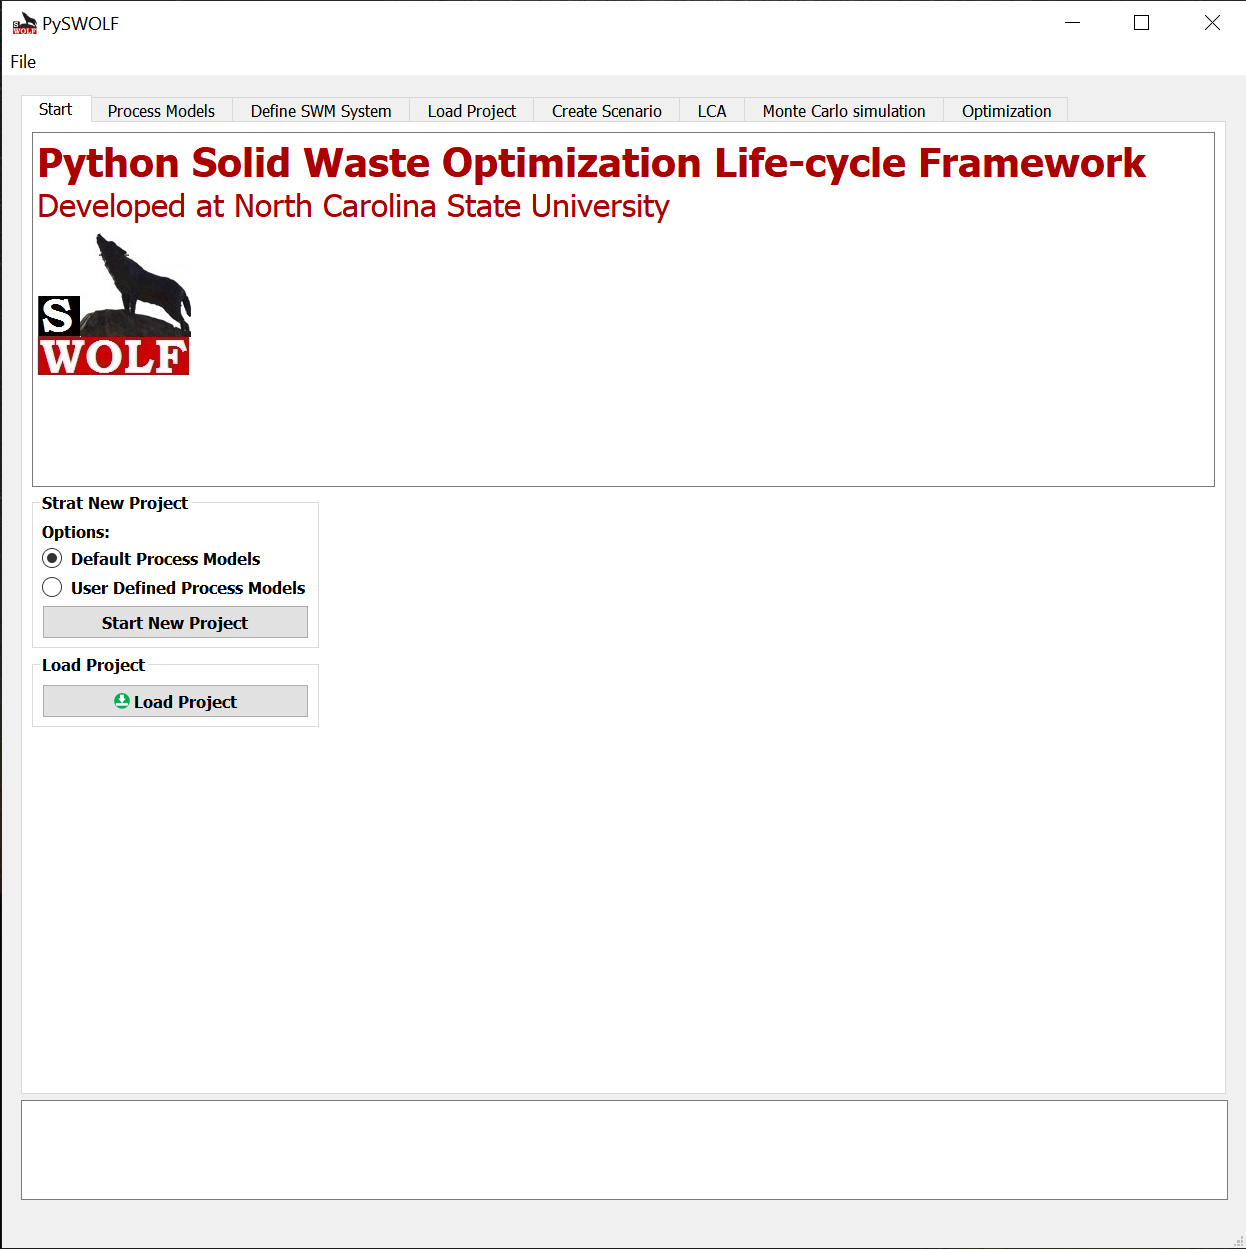 S WOLF PySWOLF
File
Start Process Models Define SWM System Load Project Create Scenario LCA Monte Carlo simulation Optimization
Python Solid Waste Optimization Life-cycle Framework
Developed at North Carolina State University
S
WOLF
Strat New Project
Options:
Default Process Models
User Defined Process Models
Start New Project
Load Project
Load Project